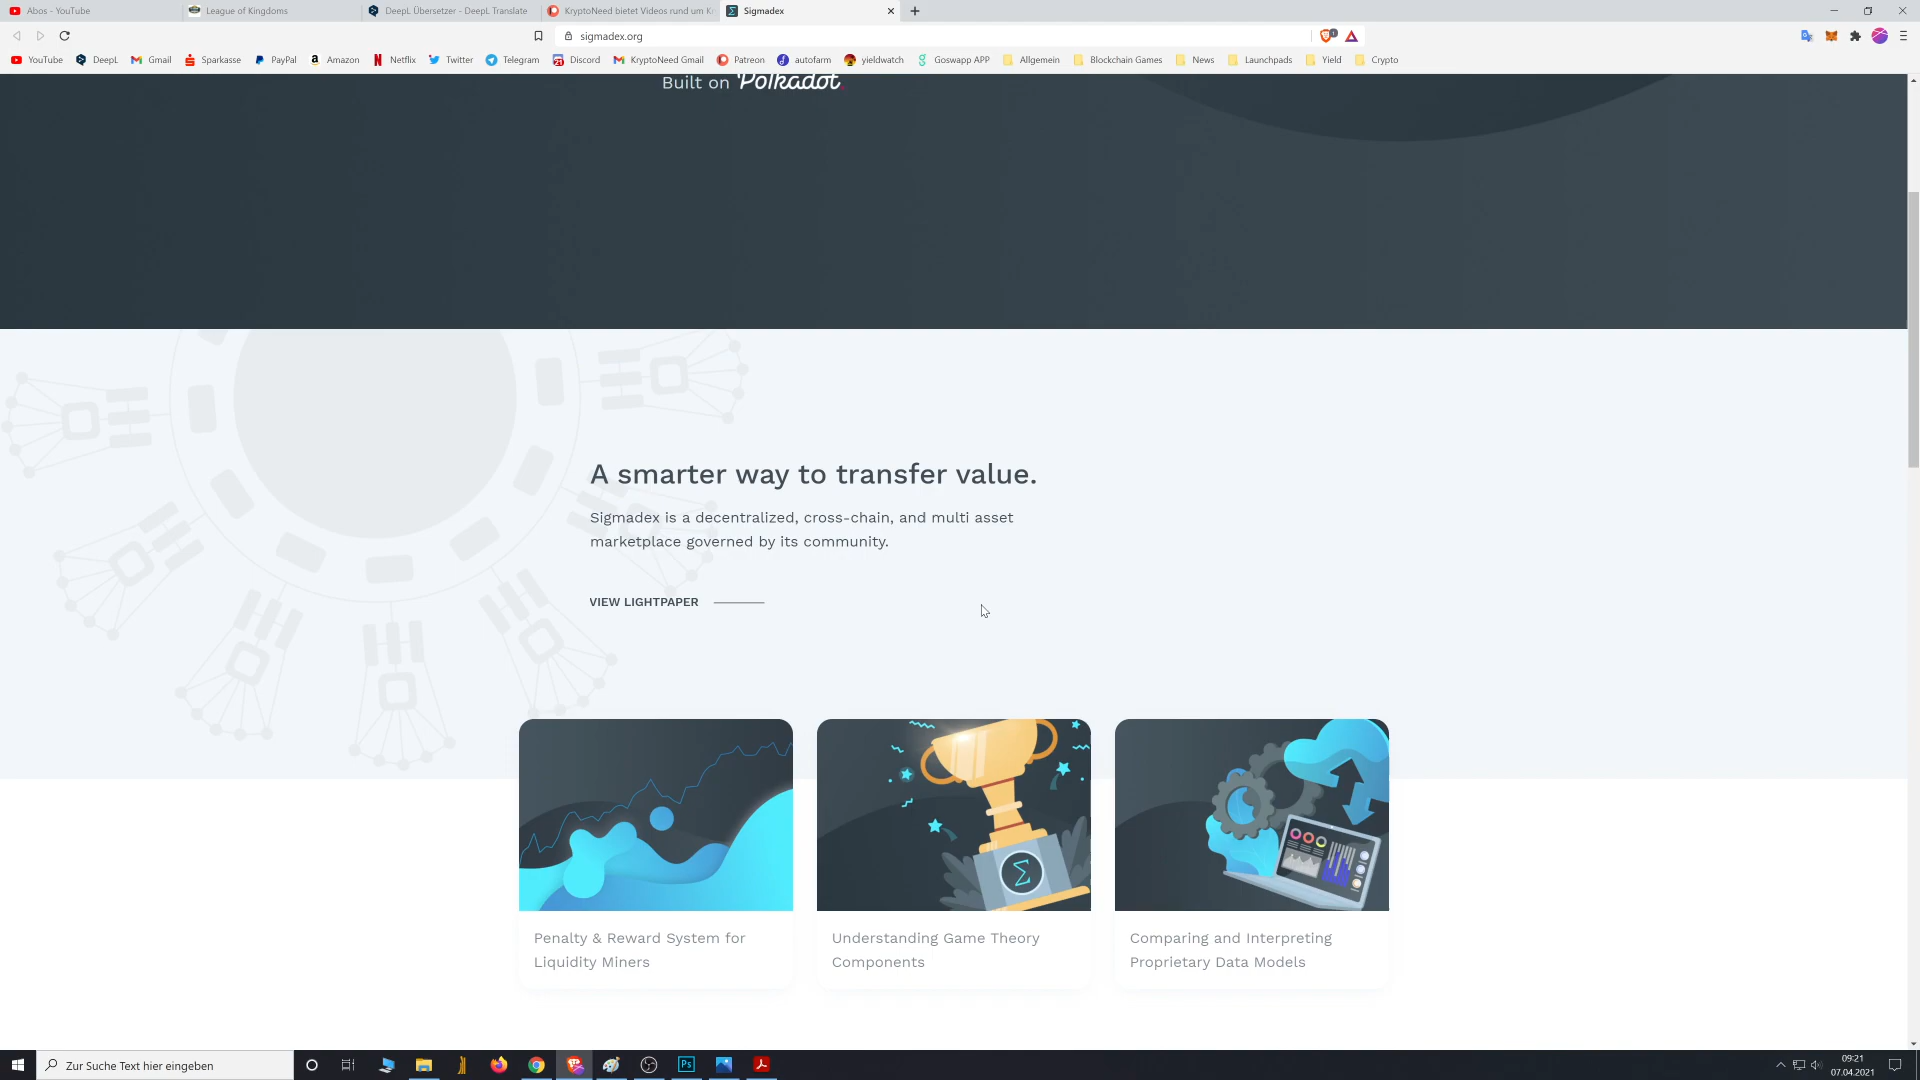 Abos - YouTube
League of Kingdoms
DeepL Übersetzer - DeepL Translate
KryptoNeed bietet Videos rund um K
Sigmadex
sigmadex.org
YouTube
DeepL
Gmail
Sparkasse
PayPal
Amazon
Netflix
Twitter
Telegram
Discord
KryptoNeed Gmail
Patreon
autofarm
yieldwatch
Goswapp APP
Allgemein
Blockchain Games
News
Launchpads
Yield
Crypto
Built on Polkadot.
A smarter way to transfer value.
Sigmadex is a decentralized, cross-chain, and multi asset
marketplace governed by its community.
VIEW LIGHTPAPER
Penalty & Reward System for
Liquidity Miners
Understanding Game Theory
Components
Comparing and Interpreting
Proprietary Data Models
Zur Suche Text hier eingeben
Ps
09:21
07.04.2021